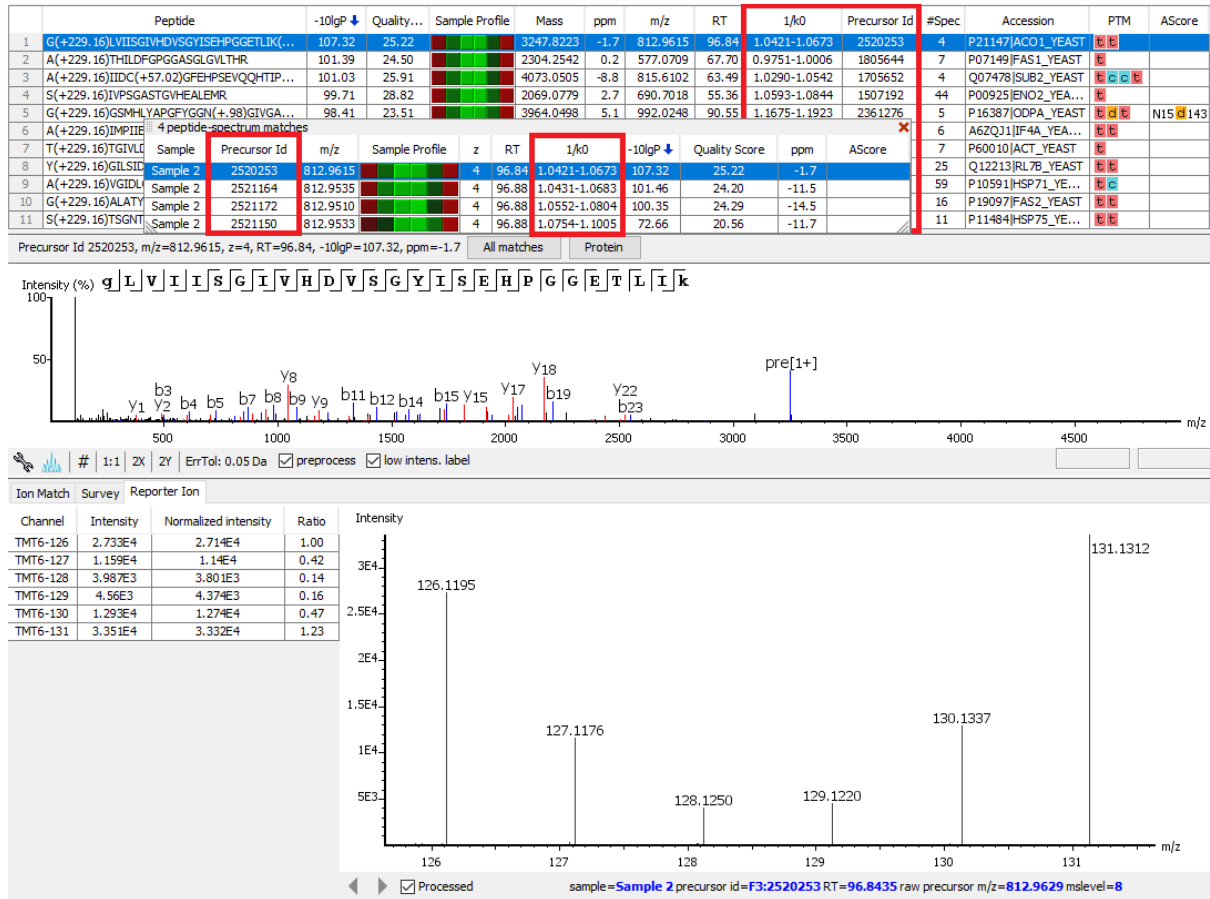 Peptide -10lgP Quality... Sample Profile Mass ppm m/z RT 1/k0 Precursor Id #Spec Accession PTM AScore
1 G(+229.16)LVIISGIVHDVSGYISEHPGGETLIK(... 107.32 25.22 3247.8223 -1.7 812.9615 96.84 1.0421-1.0673 2520253 4 P21147|ACO1_YEAST t t
2 A(+229.16)THILDFGPGGASGLGVLTHR 101.39 24.50 2304.2542 0.2 577.0709 67.70 0.9751-1.0006 1805644 7 P07149|FAS1_YEAST t
3 A(+229.16)IIDC(+57.02)GFEHPSEVQQHTIP... 101.03 25.91 4073.0505 -8.8 815.6102 63.49 1.0290-1.0542 1705652 4 Q07478|SUB2_YEAST t c c t
4 S(+229.16)IVPSGASTGVHEALEMR 99.71 28.82 2069.0779 2.7 690.7018 55.36 1.0593-1.0844 1507192 44 P00925|ENO2_YEA... t
5 G(+229.16)GSMHLYAPGFYGGN(+.98)GIVGA... 98.41 23.51 3964.0498 5.1 992.0248 90.55 1.1675-1.1923 2361276 5 P16387|ODPA_YEAST t d t N15 d 143
6 A(+229.16)IMPIIE 6 A6ZQJ1|IF4A_YEA... t t
7 T(+229.16)TGIVLD 7 P60010|ACT_YEAST t
8 Y(+229.16)GILSID 25 Q12213|RL7B_YEAST t t
9 A(+229.16)VGIDL 59 P10591|HSP71_YE... t c
10 G(+229.16)ALATY 16 P19097|FAS2_YEAST t t
11 S(+229.16)TSGNT 11 P11484|HSP75_YE... t t
4 peptide-spectrum matches
Sample Precursor Id m/z Sample Profile z RT 1/k0 -10lgP Quality Score ppm AScore
Sample 2 2520253 812.9615 4 96.84 1.0421-1.0673 107.32 25.22 -1.7
Sample 2 2521164 812.9535 4 96.88 1.0431-1.0683 101.46 24.20 -11.5
Sample 2 2521172 812.9510 4 96.88 1.0552-1.0804 100.35 24.29 -14.5
Sample 2 2521150 812.9533 4 96.88 1.0754-1.1005 72.66 20.56 -11.7
Precursor Id 2520253, m/z=812.9615, z=4, RT=96.84, -10lgP=107.32, ppm=-1.7 All matches Protein
Intensity (%) g L V I I S G I V H D V S G Y I S E H P G G E T L I k
100
50
y1 b3 y2 b4 b5 b7 b8 y8 b9 y9 b11 b12 b14 b15 y15 y17 y18 b19 y22 b23 pre[1+]
500 1000 1500 2000 2500 3000 3500 4000 4500 m/z
# 1:1 2X 2Y ErrTol: 0.05 Da preprocess low intens. label
Ion Match Survey Reporter Ion
Channel Intensity Normalized intensity Ratio
TMT6-126 2.733E4 2.714E4 1.00
TMT6-127 1.159E4 1.14E4 0.42
TMT6-128 3.987E3 3.801E3 0.14
TMT6-129 4.56E3 4.374E3 0.16
TMT6-130 1.293E4 1.274E4 0.47
TMT6-131 3.351E4 3.332E4 1.23
Intensity
3E4
2.5E4
2E4
1.5E4
1E4
5E3
126.1195
127.1176
128.1250
129.1220
130.1337
131.1312
126 127 128 129 130 131 m/z
Processed sample=Sample 2 precursor id=F3:2520253 RT=96.8435 raw precursor m/z=812.9629 mslevel=8